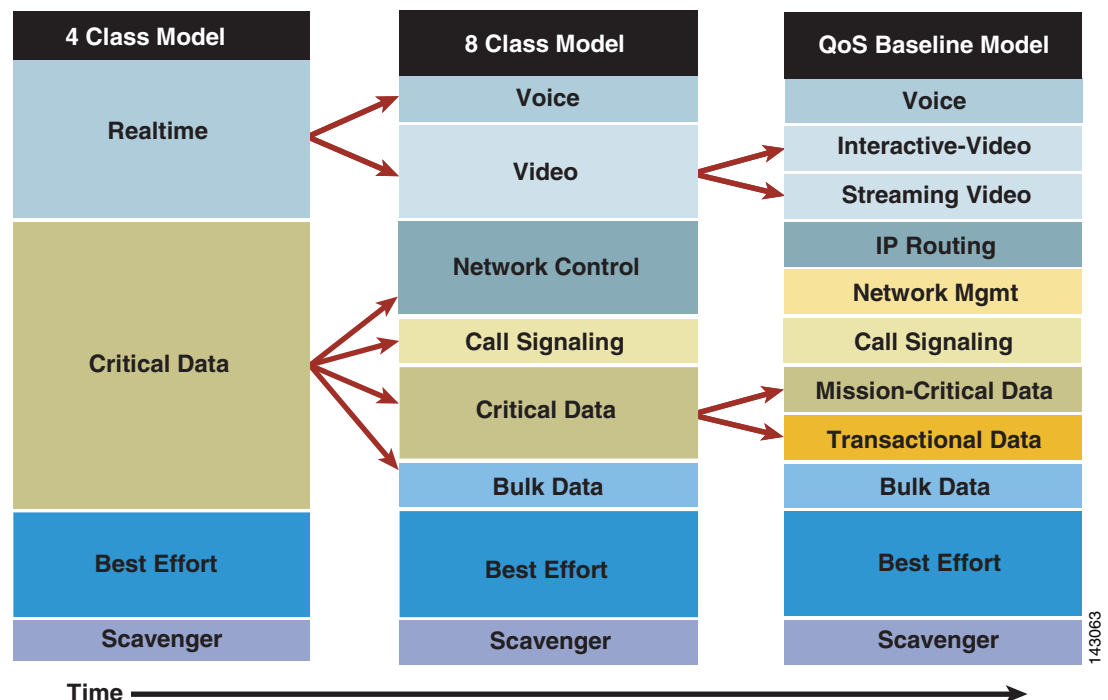 4 Class Model
Realtime
Critical Data
Best Effort
Scavenger
8 Class Model
Voice
Video
Network Control
Call Signaling
Critical Data
Bulk Data
Best Effort
Scavenger
QoS Baseline Model
Voice
Interactive-Video
Streaming Video
IP Routing
Network Mgmt
Call Signaling
Mission-Critical Data
Transactional Data
Bulk Data
Best Effort
Scavenger
143063
Time